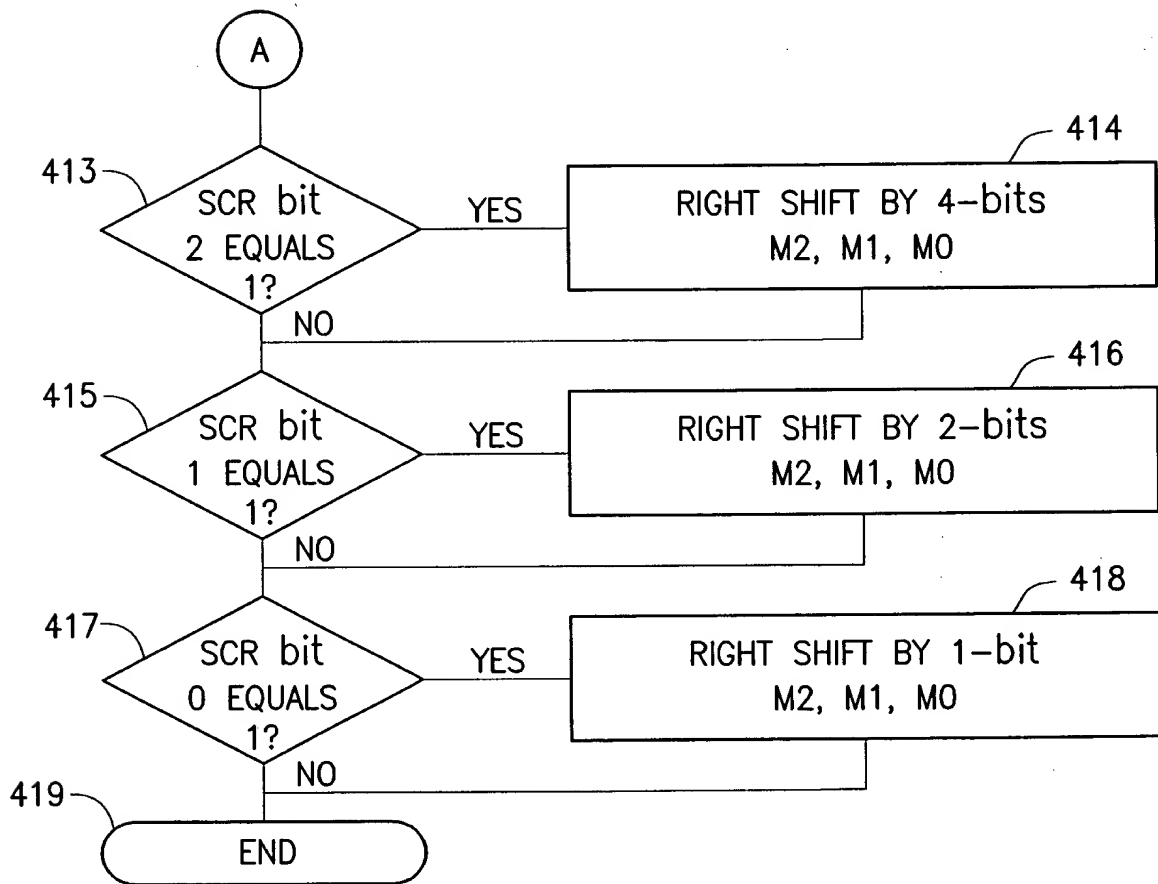 A
413
SCR bit
2 EQUALS
1?
YES
414
RIGHT SHIFT BY 4-bits
M2, M1, M0
NO
415
SCR bit
1 EQUALS
1?
YES
416
RIGHT SHIFT BY 2-bits
M2, M1, M0
NO
417
SCR bit
0 EQUALS
1?
YES
418
RIGHT SHIFT BY 1-bit
M2, M1, M0
NO
419
END